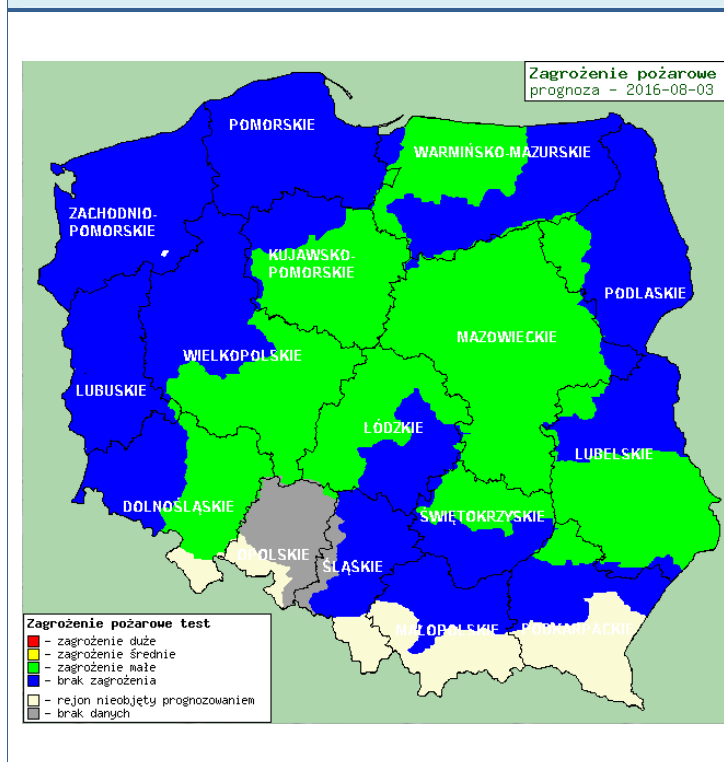 Zagrożenie pożarowe
prognoza - 2016-08-03
POMORSKIE
WARMIŃSKO-MAZURSKIE
ZACHODNIO-
POMORSKIE
KUJAWSKO-
POMORSKIE
PODLASKIE
MAZOWIECKIE
WIELKOPOLSKIE
LUBUSKIE
ŁÓDZKIE
LUBELSKIE
DOLNOŚLĄSKIE
ŚWIĘTOKRZYSKIE
OPOLSKIE
ŚLĄSKIE
MAŁOPOLSKIE
PODKARPACKIE
Zagrożenie pożarowe test
- zagrożenie duże
- zagrożenie średnie
- zagrożenie małe
- brak zagrożenia
- rejon nieobjęty prognozowaniem
- brak danych